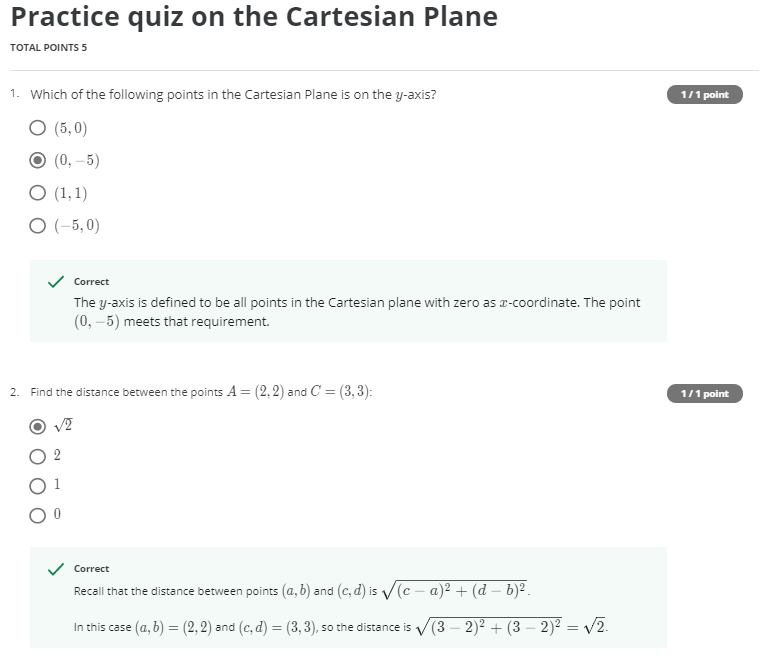 Practice quiz on the Cartesian Plane
TOTAL POINTS 5
1. Which of the following points in the Cartesian Plane is on the y-axis?
1 / 1 point
(5, 0)
(0, −5)
(1, 1)
(−5, 0)
Correct
The y-axis is defined to be all points in the Cartesian plane with zero as x-coordinate. The point
(0, −5) meets that requirement.
2. Find the distance between the points A = (2, 2) and C = (3, 3):
1 / 1 point
√2
2
1
0
Correct
Recall that the distance between points (a, b) and (c, d) is √((c − a)² + (d − b)²).
In this case (a, b) = (2, 2) and (c, d) = (3, 3), so the distance is √((3 − 2)² + (3 − 2)²) = √2.